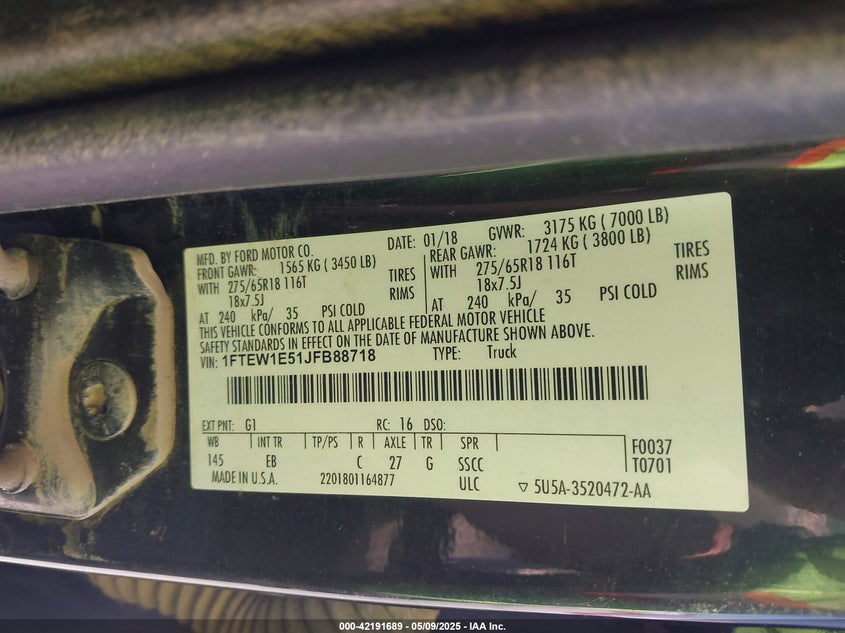 MFD. BY FORD MOTOR CO.
DATE: 01/18 GVWR: 3175 KG ( 7000 LB)
FRONT GAWR: 1565 KG ( 3450 LB)
REAR GAWR: 1724 KG ( 3800 LB)
WITH 275/65R18 116T TIRES
WITH 275/65R18 116T TIRES
18x7.5J RIMS
18x7.5J RIMS
AT 240 kPa/ 35 PSI COLD
AT 240 kPa/ 35 PSI COLD
THIS VEHICLE CONFORMS TO ALL APPLICABLE FEDERAL MOTOR VEHICLE
SAFETY STANDARDS IN EFFECT ON THE DATE OF MANUFACTURE SHOWN ABOVE.
VIN: 1FTEW1E51JFB88718 TYPE: Truck
EXT PNT: G1 RC: 16 DSO:
WB INT TR TP/PS R AXLE TR SPR F0037
145 EB C 27 G SSCC T0701
MADE IN U.S.A. 2201801164877 ULC ▽ 5U5A-3520472-AA
000-42191689 - 05/09/2025 - IAA Inc.